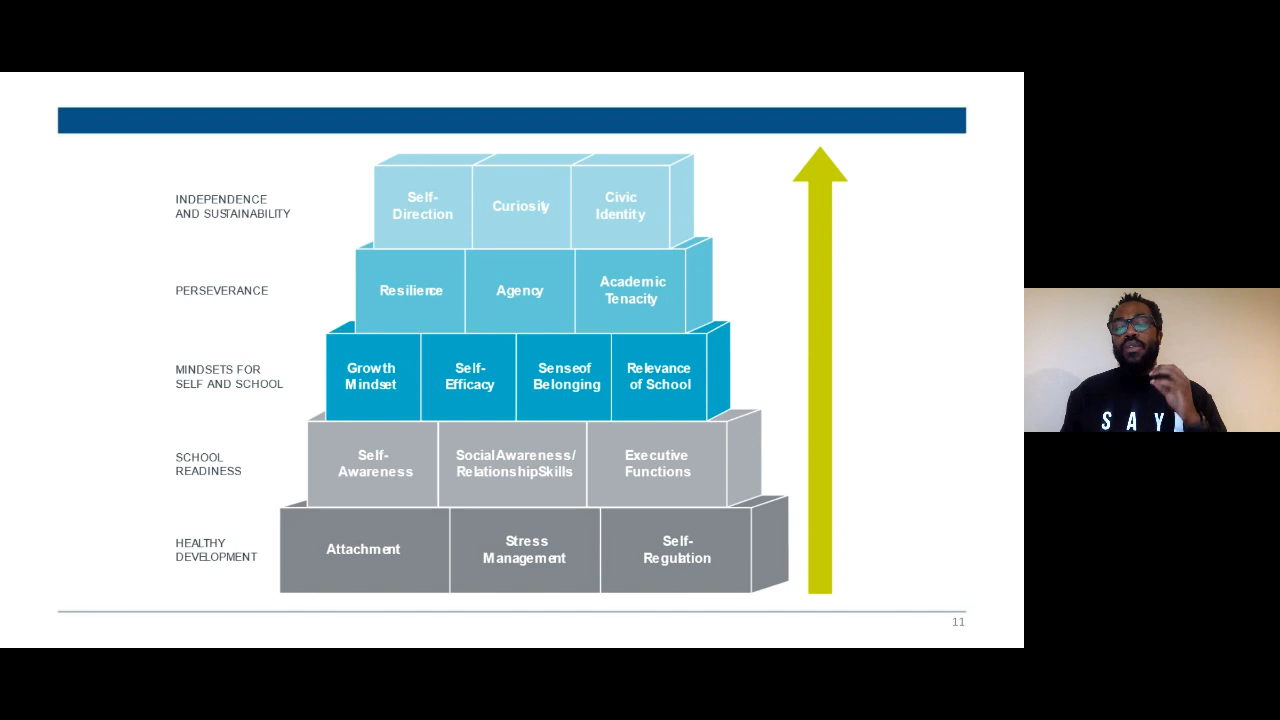 INDEPENDENCE
AND SUSTAINABILITY
Self-
Direction
Curiosity
Civic
Identity
PERSEVERANCE
Resilience
Agency
Academic
Tenacity
MINDSETS FOR
SELF AND SCHOOL
Growth
Mindset
Self-
Efficacy
Sense of
Belonging
Relevance
of School
SCHOOL
READINESS
Self-
Awareness
Social Awareness/
Relationship Skills
Executive
Functions
HEALTHY
DEVELOPMENT
Attachment
Stress
Management
Self-
Regulation
11